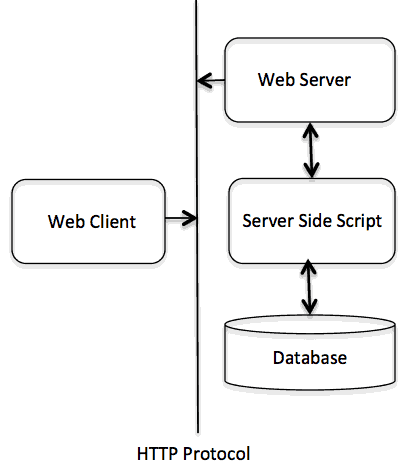 Web Server
Web Client
Server Side Script
Database
HTTP Protocol